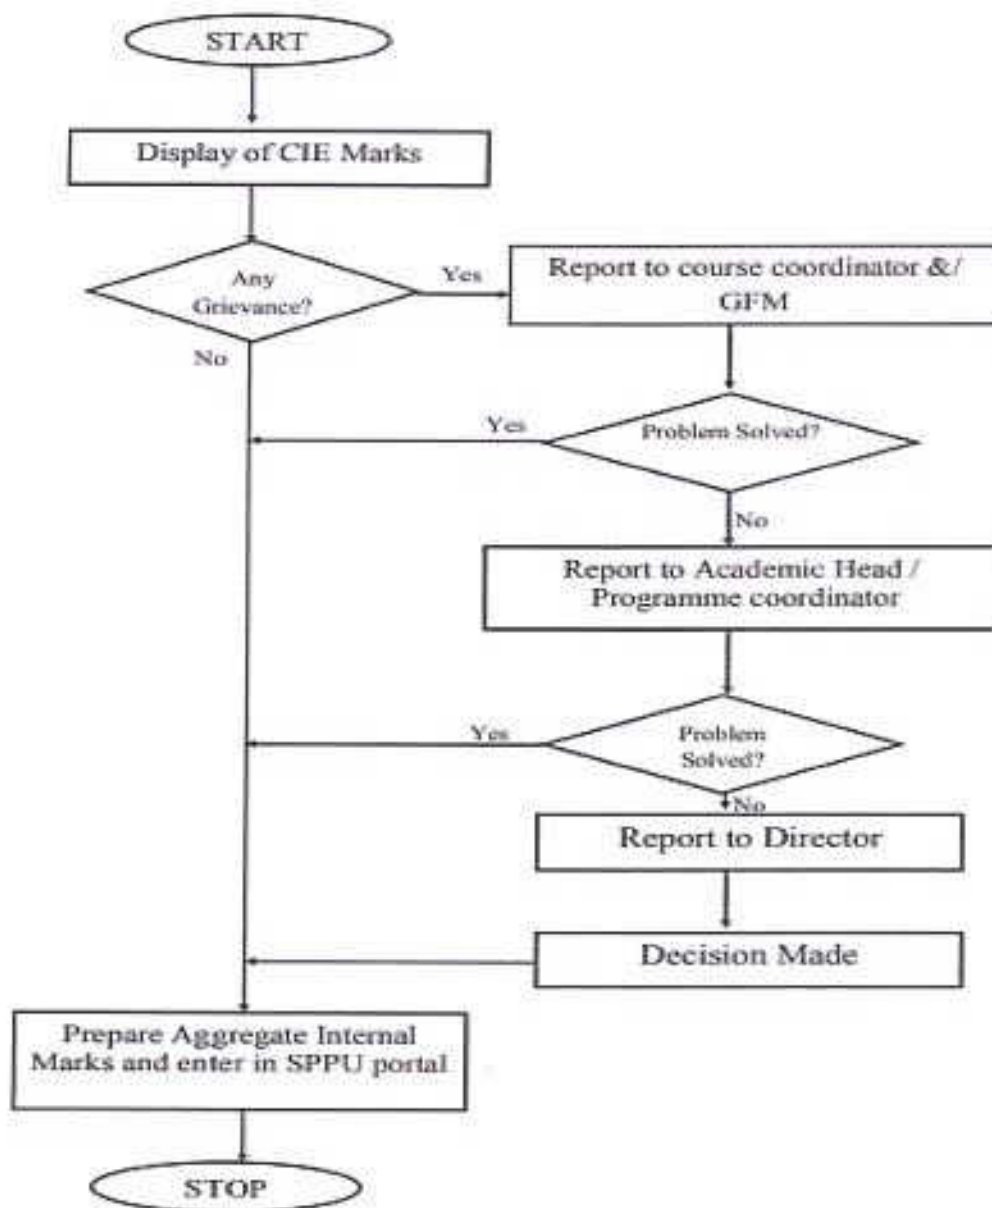 START
Display of CIE Marks
Any
Grievance?
Yes
Report to course coordinator &/
GFM
No
Yes
Problem Solved?
No
Report to Academic Head /
Programme coordinator
Yes
Problem
Solved?
No
Report to Director
Decision Made
Prepare Aggregate Internal
Marks and enter in SPPU portal
STOP